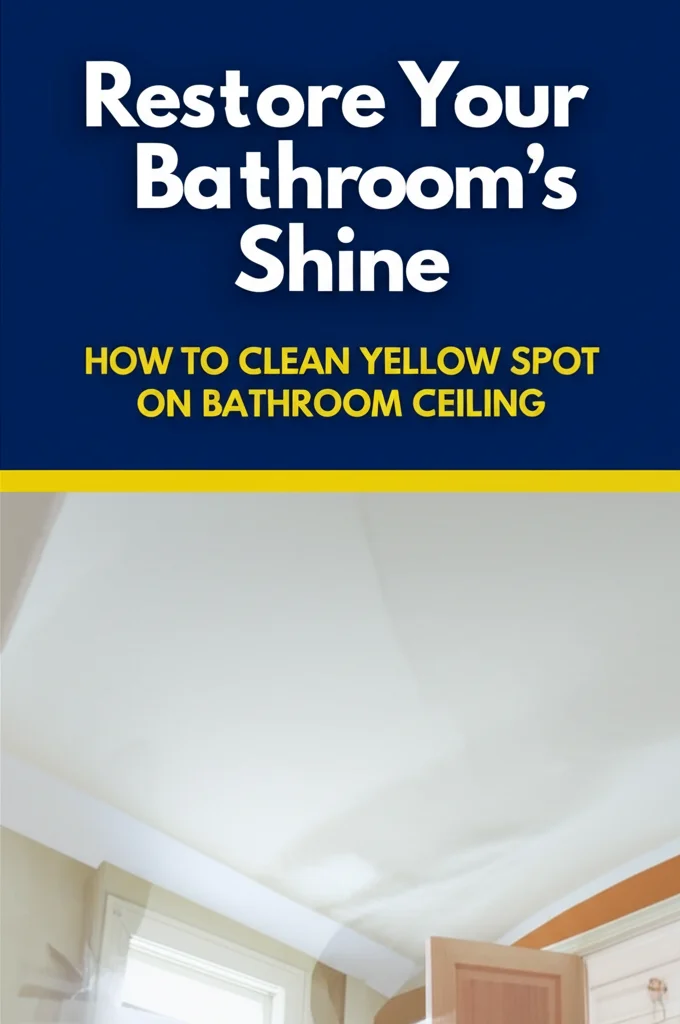 Restore Your
Bathroom’s
Shine
HOW TO CLEAN YELLOW SPOT
ON BATHROOM CEILING